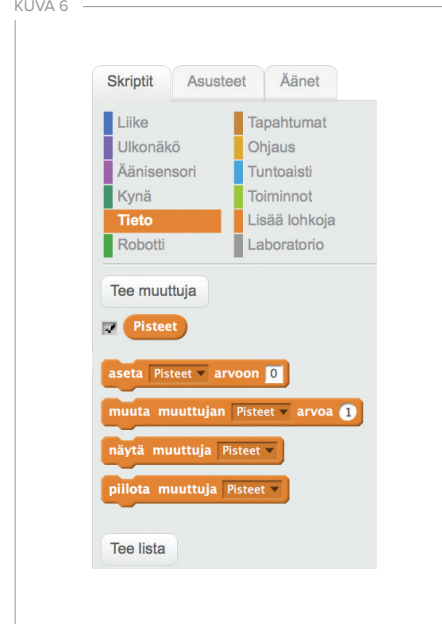 KUVA 6
Skriptit Asusteet Äänet
Liike Tapahtumat
Ulkonäkö Ohjaus
Äänisensori Tuntoaisti
Kynä Toiminnot
Tieto Lisää lohkoja
Robotti Laboratorio
Tee muuttuja
Pisteet
aseta Pisteet arvoon 0
muuta muuttujan Pisteet arvoa 1
näytä muuttuja Pisteet
piilota muuttuja Pisteet
Tee lista